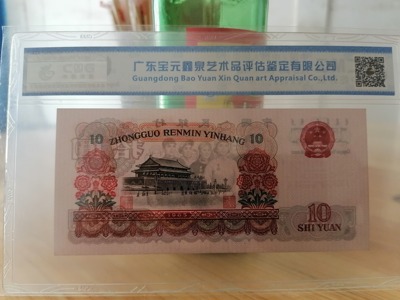 广东宝元鑫泉艺术品评估鉴定有限公司
Guangdong Bao Yuan Xin Quan art Appraisal Co.,Ltd.
10 ZHONGGUO RENMIN YINHANG 10
1965
10
SHI YUAN